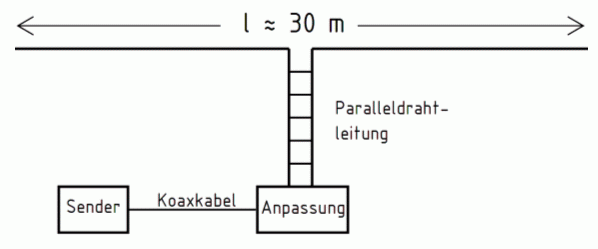 l ≈ 30 m
Paralleldraht-
leitung
Koaxkabel
Sender
Anpassung